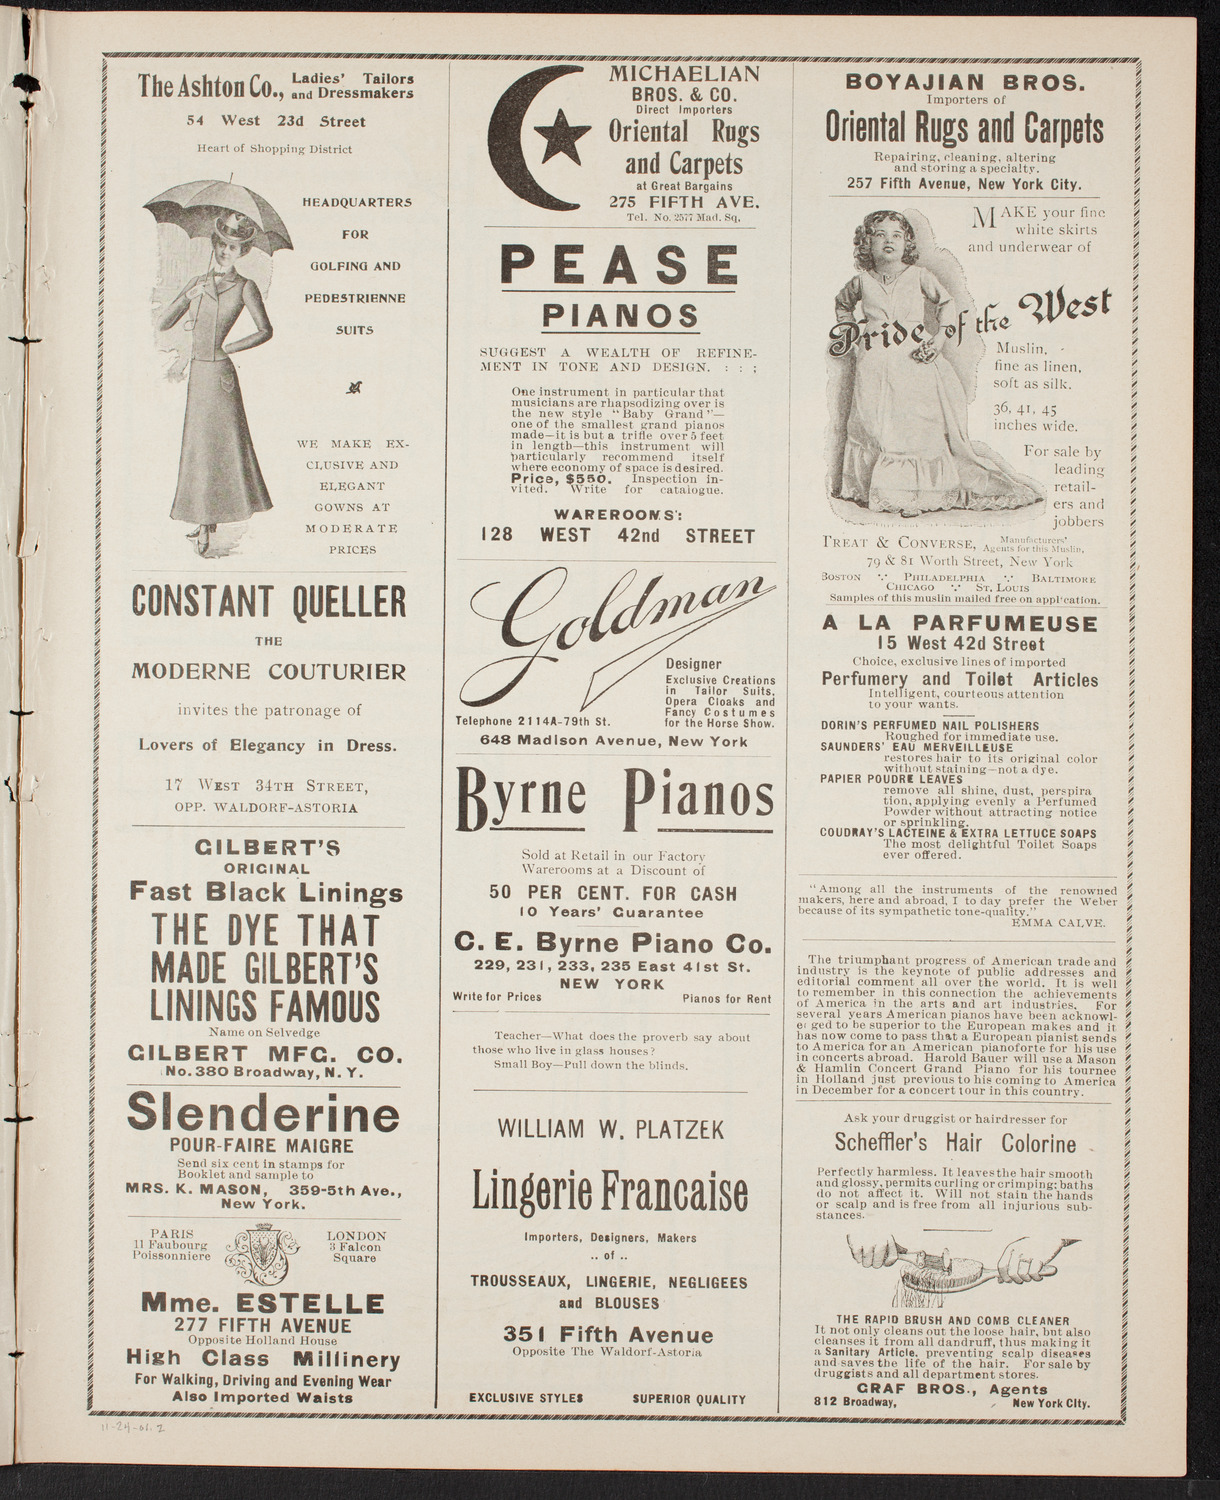 The Ashton Co., Ladies' Tailors
and Dressmakers
54 West 23d Street
Heart of Shopping District
HEADQUARTERS
FOR
GOLFING AND
PEDESTRIENNE
SUITS
WE MAKE EX-
CLUSIVE AND
ELEGANT
GOWNS AT
MODERATE
PRICES
CONSTANT QUELLER
THE
MODERNE COUTURIER
invites the patronage of
Lovers of Elegancy in Dress.
17 West 34th Street,
OPP. WALDORF-ASTORIA
GILBERT'S
ORIGINAL
Fast Black Linings
THE DYE THAT
MADE GILBERT'S
LININGS FAMOUS
Name on Selvedge
GILBERT MFG. CO.
No. 380 Broadway, N. Y.
Slenderine
POUR-FAIRE MAIGRE
Send six cent in stamps for
Booklet and sample to
MRS. K. MASON, 359-5th Ave.,
New York.
PARIS
11 Faubourg
Poissonniere
LONDON
3 Falcon
Square
Mme. ESTELLE
277 FIFTH AVENUE
Opposite Holland House
High Class Millinery
For Walking, Driving and Evening Wear
Also Imported Waists
11-24-01.2
MICHAELIAN
BROS. & CO.
Direct Importers
Oriental Rugs
and Carpets
at Great Bargains
275 FIFTH AVE.
Tel. No. 2577 Mad. Sq.
PEASE
PIANOS
SUGGEST A WEALTH OF REFINE-
MENT IN TONE AND DESIGN. : : ;
One instrument in particular that
musicians are rhapsodizing over is
the new style "Baby Grand"—
one of the smallest grand pianos
made—it is but a trifle over 5 feet
in length—this instrument will
particularly recommend itself
where economy of space is desired.
Price, $550. Inspection in-
vited. Write for catalogue.
WAREROOMS:
128 WEST 42nd STREET
Goldman
Designer
Exclusive Creations
in Tailor Suits,
Opera Cloaks and
Fancy Costumes
for the Horse Show.
Telephone 2114A-79th St.
648 Madison Avenue, New York
Byrne Pianos
Sold at Retail in our Factory
Warerooms at a Discount of
50 PER CENT. FOR CASH
10 Years' Guarantee
C. E. Byrne Piano Co.
229, 231, 233, 235 East 41st St.
NEW YORK
Write for Prices Pianos for Rent
Teacher—What does the proverb say about
those who live in glass houses?
Small Boy—Pull down the blinds.
WILLIAM W. PLATZEK
Lingerie Francaise
Importers, Designers, Makers
.. of ..
TROUSSEAUX, LINGERIE, NEGLIGEES
and BLOUSES
351 Fifth Avenue
Opposite The Waldorf-Astoria
EXCLUSIVE STYLES SUPERIOR QUALITY
BOYAJIAN BROS.
Importers of
Oriental Rugs and Carpets
Repairing, cleaning, altering
and storing a specialty.
257 Fifth Avenue, New York City.
MAKE your fine
white skirts
and underwear of
Pride of the West
Muslin,
fine as linen,
soft as silk.
36, 41, 45
inches wide.
For sale by
leading
retail-
ers and
jobbers
TREAT & CONVERSE, Manufacturers'
Agents for this Muslin,
79 & 81 Worth Street, New York
BOSTON ∵ PHILADELPHIA ∵ BALTIMORE
CHICAGO ∵ ST. LOUIS
Samples of this muslin mailed free on application.
A LA PARFUMEUSE
15 West 42d Street
Choice, exclusive lines of imported
Perfumery and Toilet Articles
Intelligent, courteous attention
to your wants.
DORIN'S PERFUMED NAIL POLISHERS
Roughed for immediate use.
SAUNDERS' EAU MERVEILLEUSE
restores hair to its original color
without staining—not a dye.
PAPIER POUDRE LEAVES
remove all shine, dust, perspira
tion, applying evenly a Perfumed
Powder without attracting notice
or sprinkling.
COUDRAY'S LACTEINE & EXTRA LETTUCE SOAPS
The most delightful Toilet Soaps
ever offered.
"Among all the instruments of the renowned
makers, here and abroad, I to day prefer the Weber
because of its sympathetic tone-quality."
EMMA CALVE.
The triumphant progress of American trade and
industry is the keynote of public addresses and
editorial comment all over the world. It is well
to remember in this connection the achievements
of America in the arts and art industries. For
several years American pianos have been acknowl-
edged to be superior to the European makes and it
has now come to pass that a European pianist sends
to America for an American pianoforte for his use
in concerts abroad. Harold Bauer will use a Mason
& Hamlin Concert Grand Piano for his tournee
in Holland just previous to his coming to America
in December for a concert tour in this country.
Ask your druggist or hairdresser for
Scheffler's Hair Colorine
Perfectly harmless. It leaves the hair smooth
and glossy, permits curling or crimping; baths
do not affect it. Will not stain the hands
or scalp and is free from all injurious sub-
stances.
THE RAPID BRUSH AND COMB CLEANER
It not only cleans out the loose hair, but also
cleanses it from all dandruff, thus making it
a Sanitary Article, preventing scalp diseases
and saves the life of the hair. For sale by
druggists and all department stores.
GRAF BROS., Agents
812 Broadway, New York City.